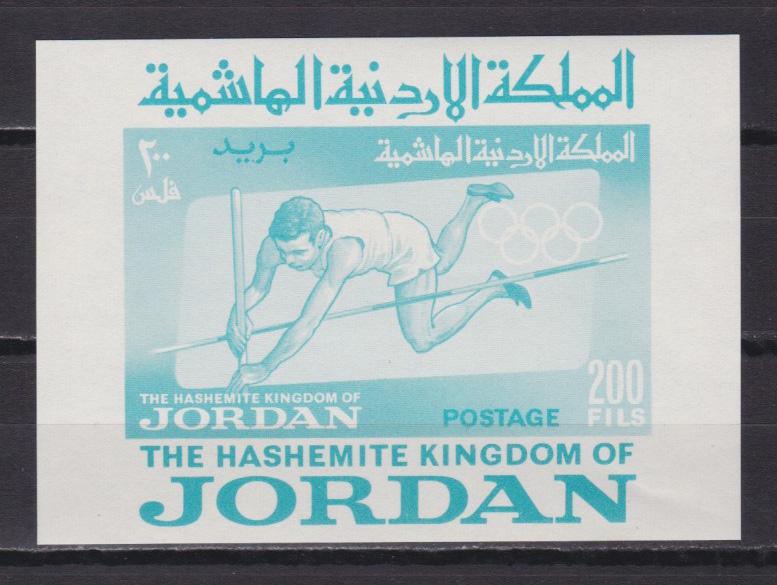 المملكة الاردنية الهاشمية
٢٠٠ بريد المملكة الاردنية الهاشمية
فلس
THE HASHEMITE KINGDOM OF
JORDAN
POSTAGE
200
FILS
THE HASHEMITE KINGDOM OF
JORDAN